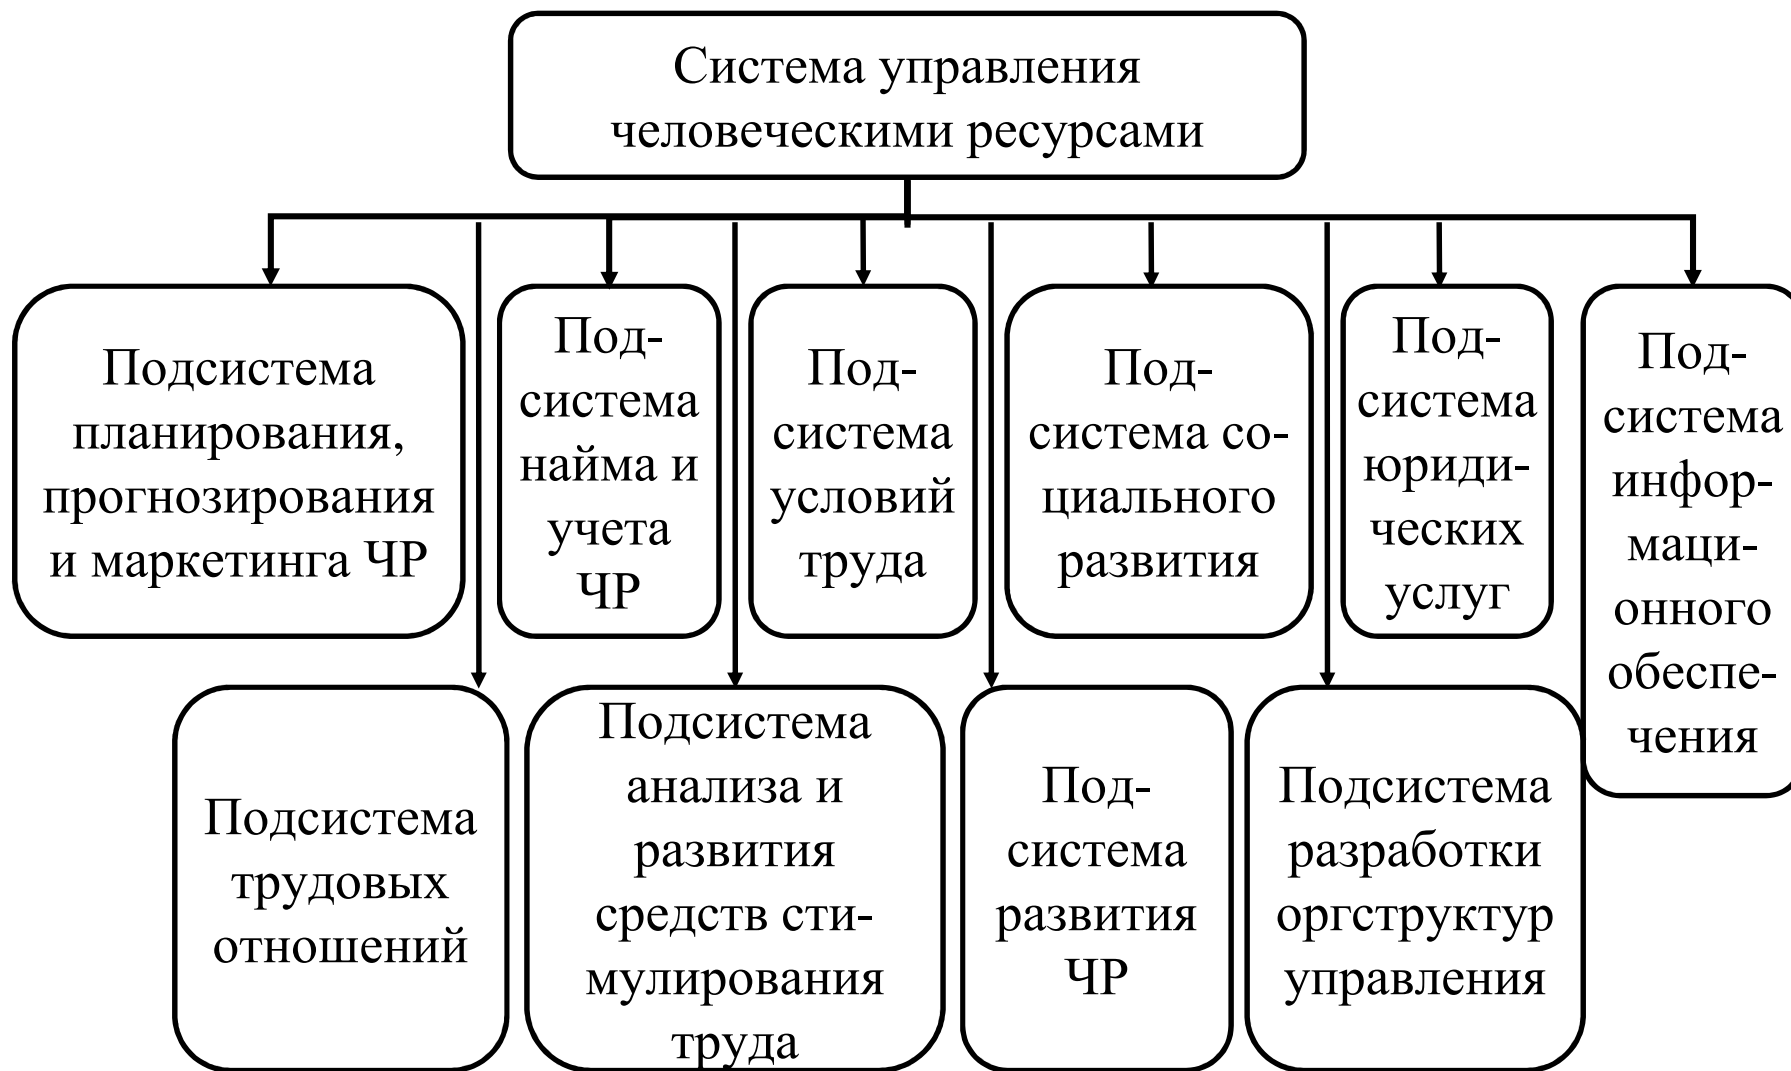 Система управления
человеческими ресурсами
Подсистема
планирования,
прогнозирования
и маркетинга ЧР
Под-
система
найма и
учета
ЧР
Под-
система
условий
труда
Под-
система со-
циального
развития
Под-
система
юриди-
ческих
услуг
Под-
система
инфор-
маци-
онного
обеспе-
чения
Подсистема
трудовых
отношений
Подсистема
анализа и
развития
средств сти-
мулирования
труда
Под-
система
развития
ЧР
Подсистема
разработки
оргструктур
управления